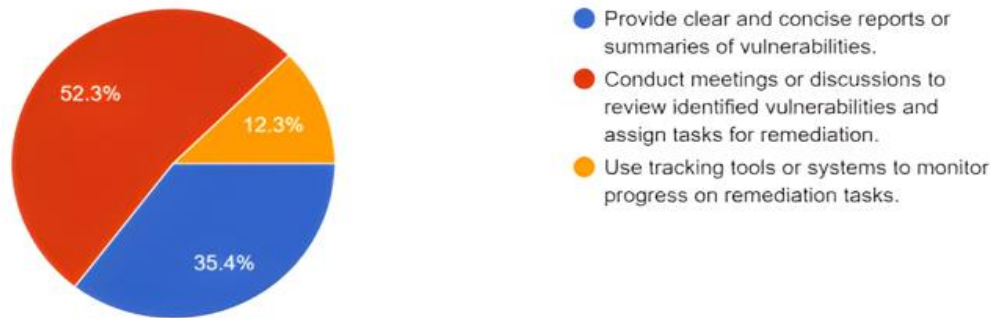 52.3%
12.3%
35.4%
Provide clear and concise reports or
summaries of vulnerabilities.
Conduct meetings or discussions to
review identified vulnerabilities and
assign tasks for remediation.
Use tracking tools or systems to monitor
progress on remediation tasks.